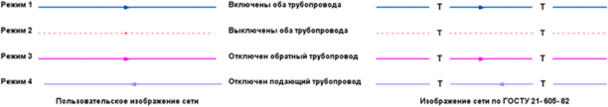 Режим 1 Включены оба трубопровода Т Т
Режим 2 Выключены оба трубопровода Т Т
Режим 3 Отключен обратный трубопровод Т Т
Режим 4 Отключен подающий трубопровод Т Т
Пользовательское изображение сети Изображение сети по ГОСТУ 21-605-82